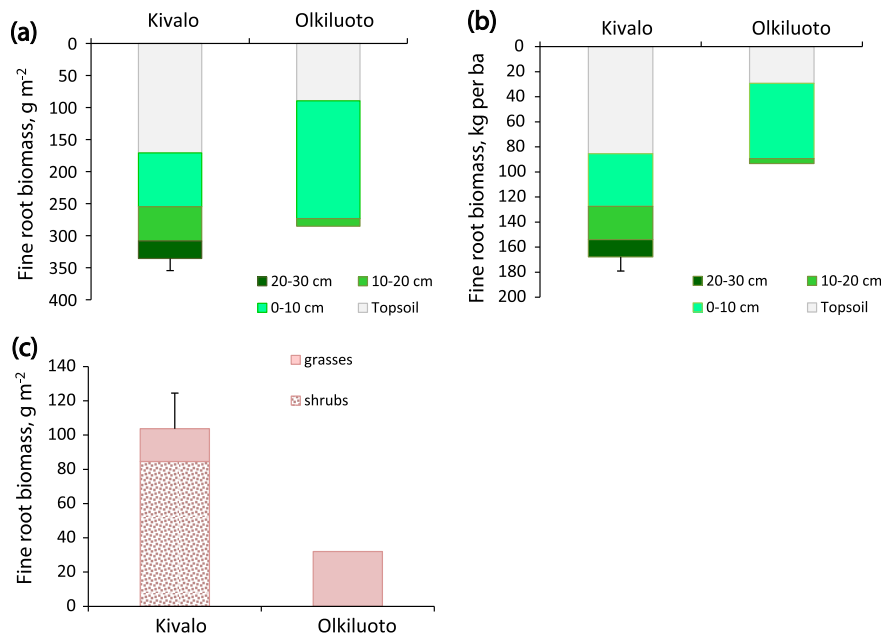 (a)
Kivalo Olkiluoto
Fine root biomass, g m⁻²
0
50
100
150
200
250
300
350
400
20-30 cm 10-20 cm
0-10 cm Topsoil
(b)
Kivalo Olkiluoto
Fine root biomass, kg per ba
0
20
40
60
80
100
120
140
160
180
200
20-30 cm 10-20 cm
0-10 cm Topsoil
(c)
Fine root biomass, g m⁻²
140
120
100
80
60
40
20
0
grasses
shrubs
Kivalo Olkiluoto